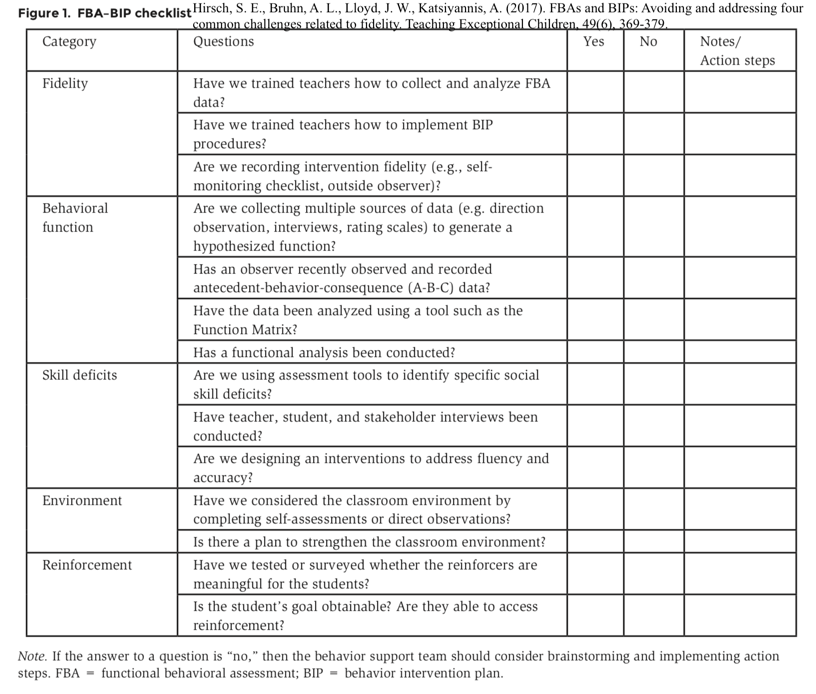 Figure 1. FBA–BIP checklist
Hirsch, S. E., Bruhn, A. L., Lloyd, J. W., Katsiyannis, A. (2017). FBAs and BIPs: Avoiding and addressing four
common challenges related to fidelity. Teaching Exceptional Children, 49(6), 369-379.
Category Questions Yes No Notes/
Action steps
Fidelity Have we trained teachers how to collect and analyze FBA
data?
Have we trained teachers how to implement BIP
procedures?
Are we recording intervention fidelity (e.g., self-
monitoring checklist, outside observer)?
Behavioral Are we collecting multiple sources of data (e.g. direction
function observation, interviews, rating scales) to generate a
hypothesized function?
Has an observer recently observed and recorded
antecedent-behavior-consequence (A-B-C) data?
Have the data been analyzed using a tool such as the
Function Matrix?
Has a functional analysis been conducted?
Skill deficits Are we using assessment tools to identify specific social
skill deficits?
Have teacher, student, and stakeholder interviews been
conducted?
Are we designing an interventions to address fluency and
accuracy?
Environment Have we considered the classroom environment by
completing self-assessments or direct observations?
Is there a plan to strengthen the classroom environment?
Reinforcement Have we tested or surveyed whether the reinforcers are
meaningful for the students?
Is the student's goal obtainable? Are they able to access
reinforcement?
Note. If the answer to a question is “no,” then the behavior support team should consider brainstorming and implementing action
steps. FBA = functional behavioral assessment; BIP = behavior intervention plan.